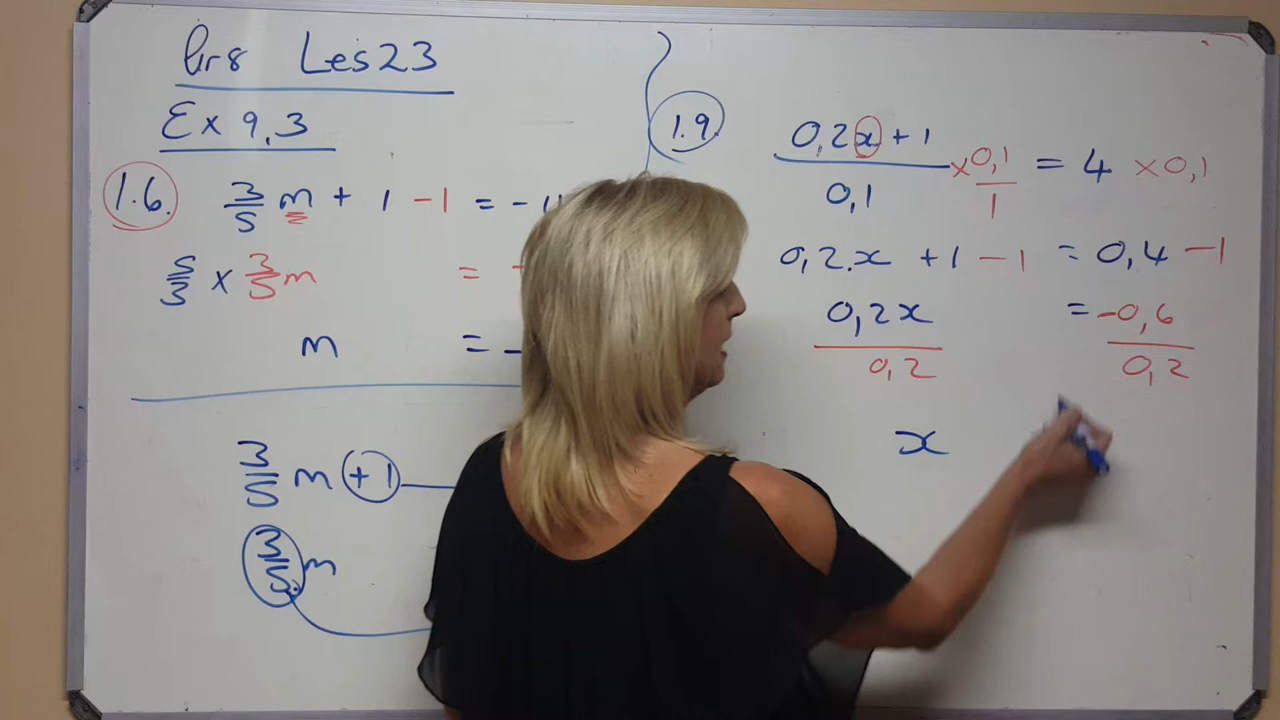 Gr8 Les23
Ex 9,3
1.6. 3/5 m + 1 - 1 = -
5/3 × 3/5 m =
m = -
3/5 m + 1
3/5 m
1.9. (0,2x + 1)/0,1 × 0,1/1 = 4 × 0,1
0,2.x + 1 - 1 = 0,4 - 1
0,2x/0,2 = -0,6/0,2
x